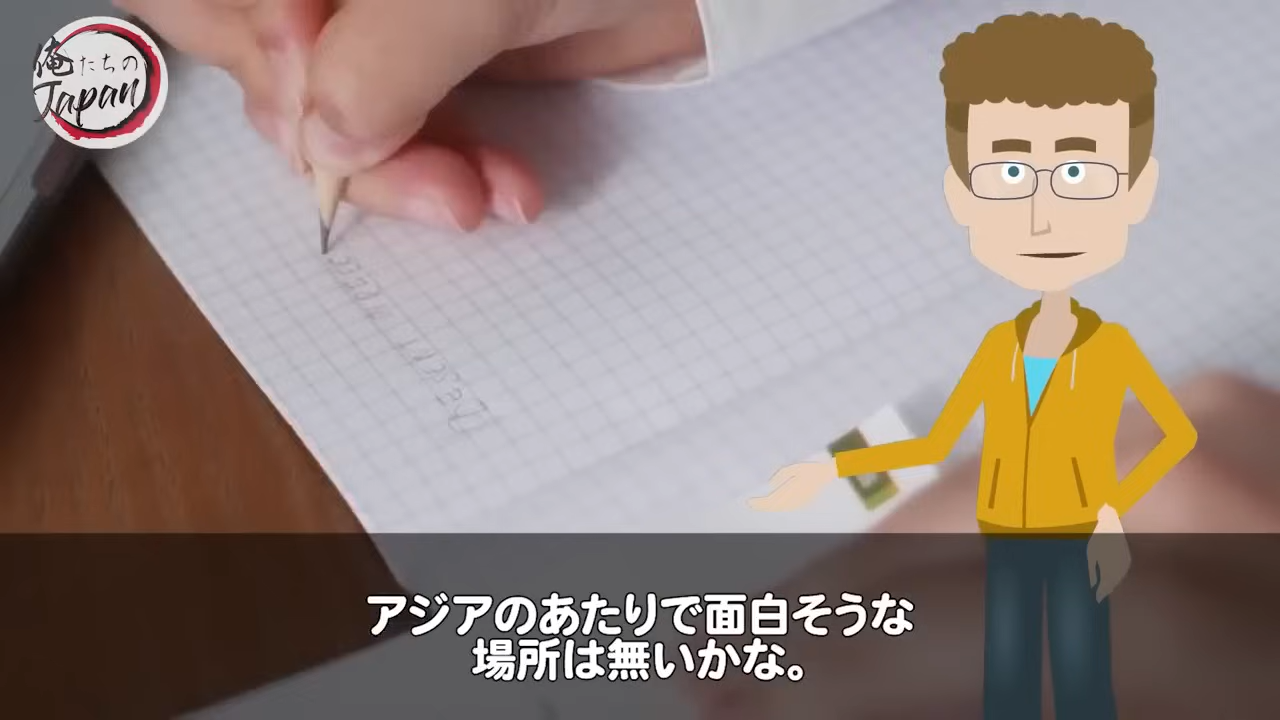 俺たちの
Japan
アジアのあたりで面白そうな
場所は無いかな。